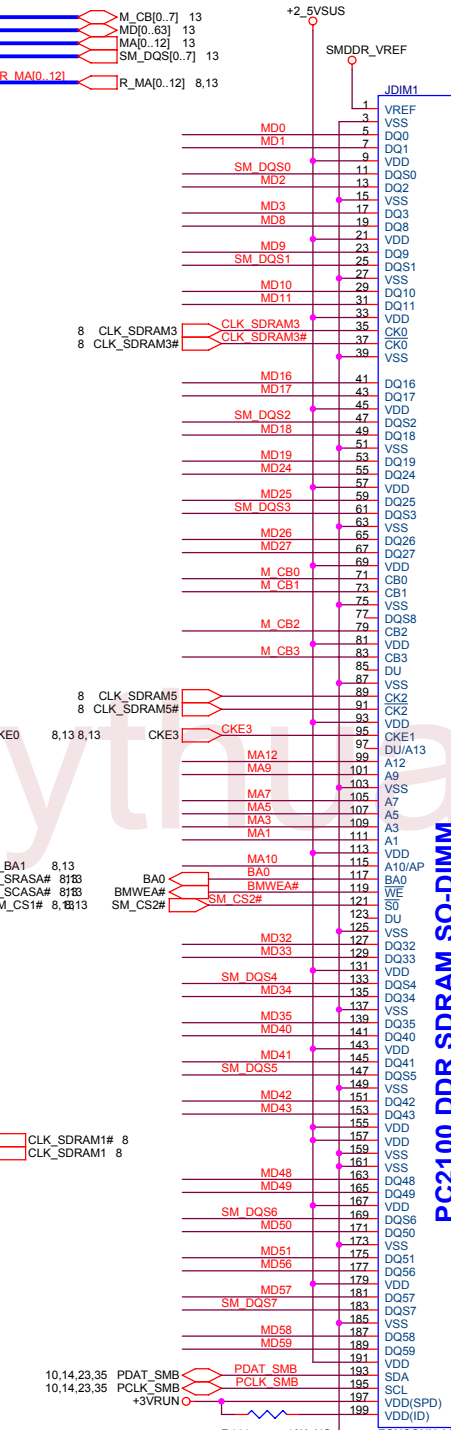 M_CB[0..7] 13
MD[0..63] 13
MA[0..12] 13
SM_DQS[0..7] 13
R_MA[0..12] R_MA[0..12] 8,13
+2_5VSUS
SMDDR_VREF
JDIM1
1 VREF
3 VSS
MD0 5 DQ0
MD1 7 DQ1
9 VDD
SM_DQS0 11 DQS0
MD2 13 DQ2
15 VSS
MD3 17 DQ3
MD8 19 DQ8
21 VDD
MD9 23 DQ9
SM_DQS1 25 DQS1
27 VSS
MD10 29 DQ10
MD11 31 DQ11
33 VDD
8 CLK_SDRAM3 CLK_SDRAM3 35 CK0
8 CLK_SDRAM3# CLK_SDRAM3# 37 CK0
39 VSS
MD16 41 DQ16
MD17 43 DQ17
45 VDD
SM_DQS2 47 DQS2
MD18 49 DQ18
51 VSS
MD19 53 DQ19
MD24 55 DQ24
57 VDD
MD25 59 DQ25
SM_DQS3 61 DQS3
63 VSS
MD26 65 DQ26
MD27 67 DQ27
69 VDD
M_CB0 71 CB0
M_CB1 73 CB1
75 VSS
77 DQS8
M_CB2 79 CB2
81 VDD
M_CB3 83 CB3
85 DU
87 VSS
8 CLK_SDRAM5 89 CK2
8 CLK_SDRAM5# 91 CK2
93 VDD
KE0 8,13 8,13 CKE3 CKE3 95 CKE1
97 DU/A13
MA12 99 A12
MA9 101 A9
103 VSS
MA7 105 A7
MA5 107 A5
MA3 109 A3
MA1 111 A1
113 VDD
MA10 115 A10/AP
_BA1 8,13 BA0 BA0 117 BA0
_SRASA# BMWEA# BMWEA# 119 WE
_SCASA# SM_CS2# SM_CS2# 121 S0
M_CS1#
123 DU
125 VSS
MD32 127 DQ32
MD33 129 DQ33
131 VDD
SM_DQS4 133 DQS4
MD34 135 DQ34
137 VSS
MD35 139 DQ35
MD40 141 DQ40
143 VDD
MD41 145 DQ41
SM_DQS5 147 DQS5
149 VSS
MD42 151 DQ42
MD43 153 DQ43
155 VDD
CLK_SDRAM1# 8 157 VDD
CLK_SDRAM1 8 159 VSS
161 VSS
MD48 163 DQ48
MD49 165 DQ49
167 VDD
SM_DQS6 169 DQS6
MD50 171 DQ50
173 VSS
MD51 175 DQ51
MD56 177 DQ56
179 VDD
MD57 181 DQ57
SM_DQS7 183 DQS7
185 VSS
MD58 187 DQ58
MD59 189 DQ59
191 VDD
10,14,23,35 PDAT_SMB PDAT_SMB 193 SDA
10,14,23,35 PCLK_SMB PCLK_SMB 195 SCL
+3VRUN 197 VDD(SPD)
199 VDD(ID)
PC2100 DDR SDRAM SO-DIMM
ythua